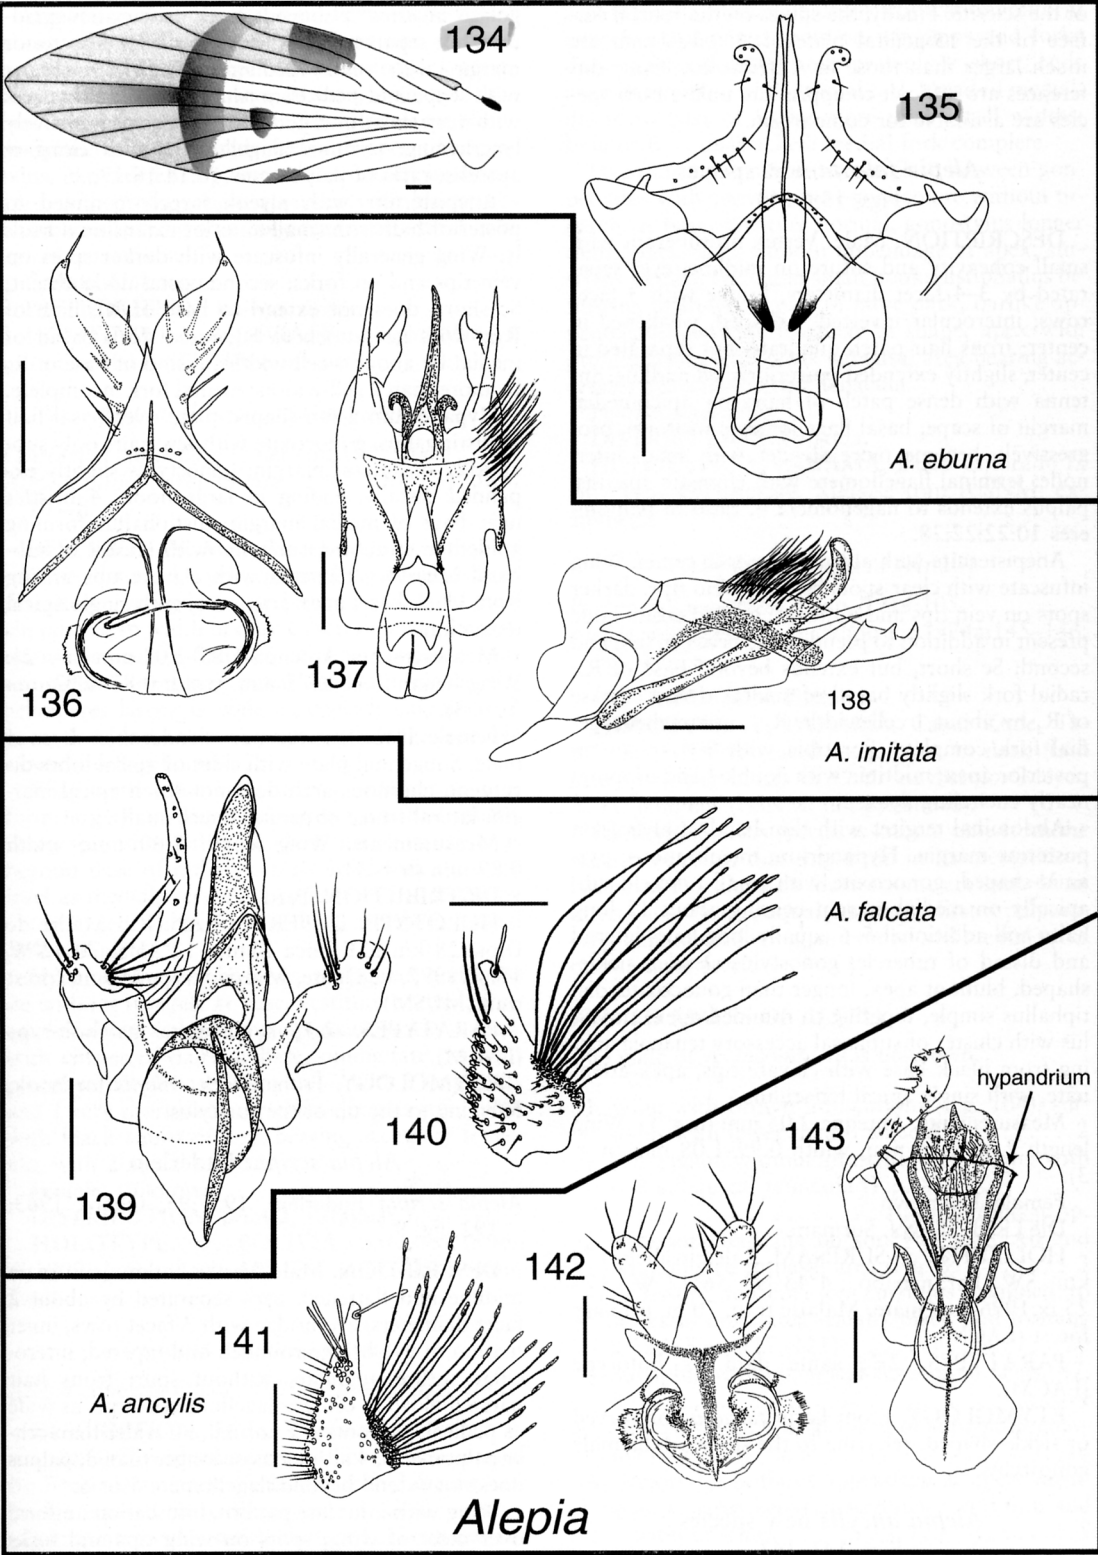 134
135
A. eburna
136
137
138
A. imitata
139
140
A. falcata
143
hypandrium
142
141
A. ancylis
Alepia